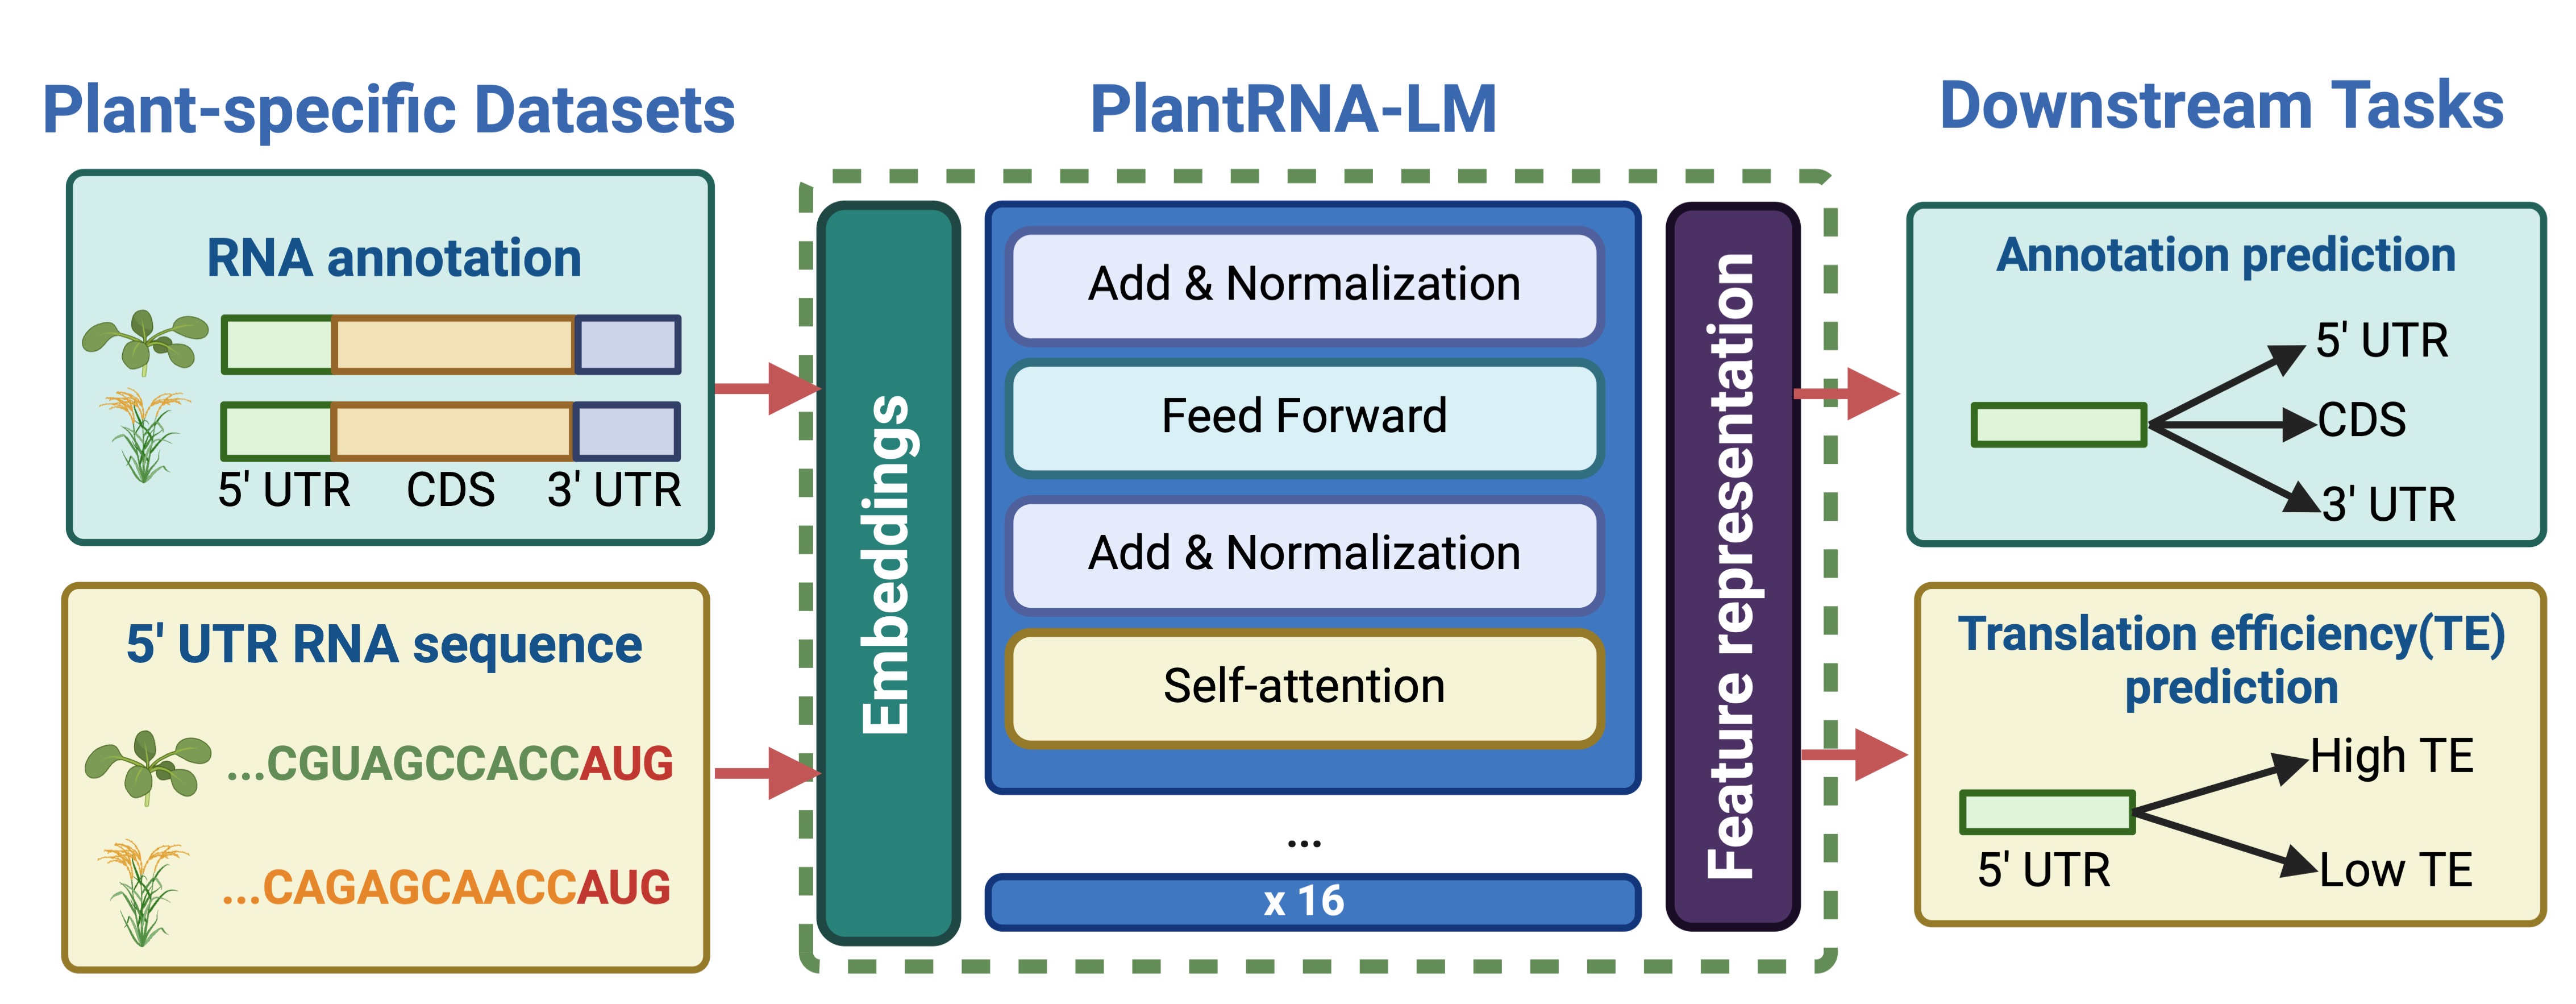 Plant-specific Datasets
RNA annotation
5' UTR CDS 3' UTR
5' UTR RNA sequence
...CGUAGCCACCAUG
...CAGAGCAACCAUG
PlantRNA-LM
Embeddings
Add & Normalization
Feed Forward
Add & Normalization
Self-attention
...
x 16
Feature representation
Downstream Tasks
Annotation prediction
5' UTR
CDS
3' UTR
Translation efficiency(TE)
prediction
High TE
5' UTR
Low TE